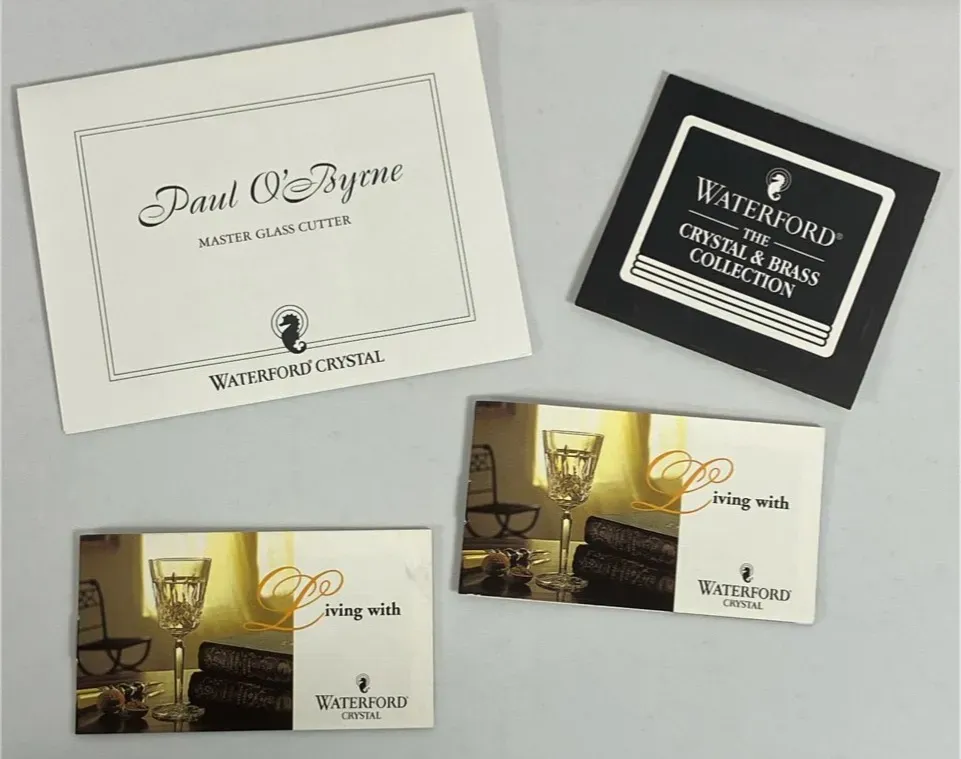 Paul O'Byrne
MASTER GLASS CUTTER
WATERFORD® CRYSTAL
WATERFORD®
THE
CRYSTAL & BRASS
COLLECTION
Living with
WATERFORD®
CRYSTAL
Living with
WATERFORD®
CRYSTAL